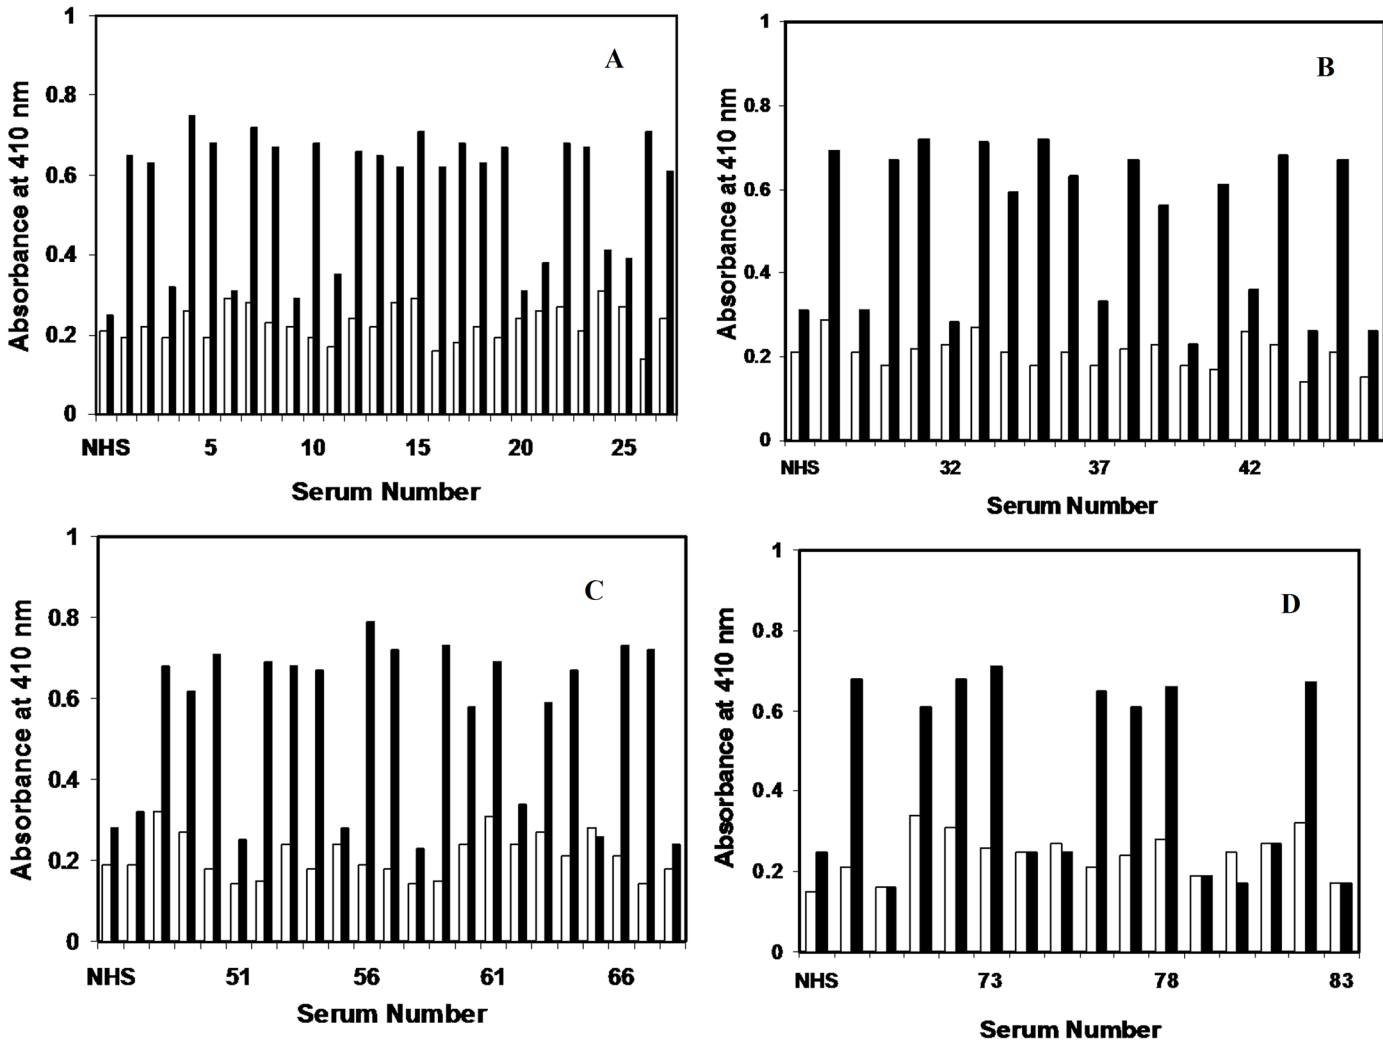 A
Absorbance at 410 nm
1
0.8
0.6
0.4
0.2
0
NHS 5 10 15 20 25
Serum Number
B
Absorbance at 410 nm
1
0.8
0.6
0.4
0.2
0
NHS 32 37 42
Serum Number
C
Absorbance at 410 nm
1
0.8
0.6
0.4
0.2
0
NHS 51 56 61 66
Serum Number
D
Absorbance at 410 nm
1
0.8
0.6
0.4
0.2
0
NHS 73 78 83
Serum Number